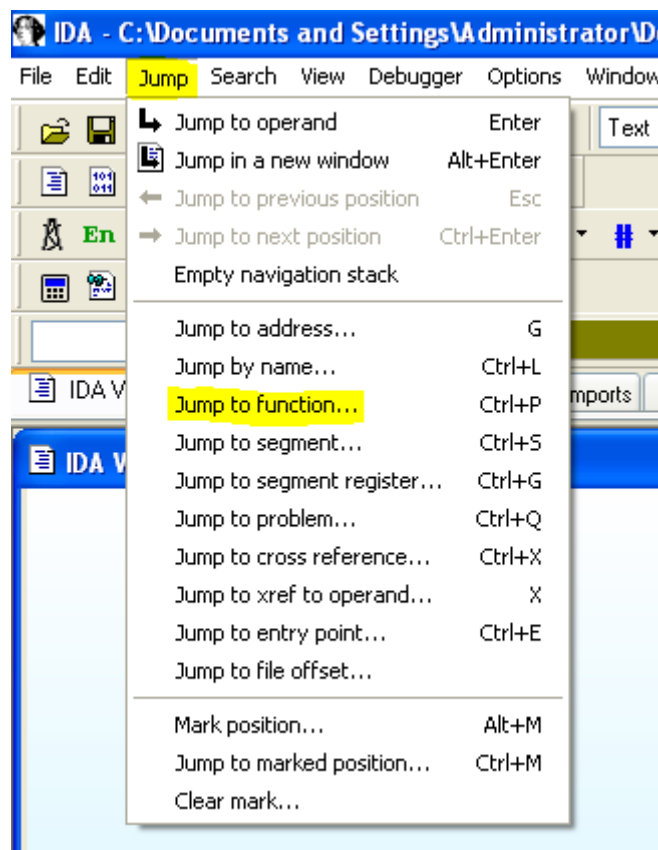 IDA - C:\Documents and Settings\Administrator\D
File Edit Jump Search View Debugger Options Window
Jump to operand Enter
Text
Jump in a new window Alt+Enter
101
011
Jump to previous position Esc
En
Jump to next position Ctrl+Enter
#
Empty navigation stack
Jump to address... G
Jump by name... Ctrl+L
IDA V
Jump to function... Ctrl+P
mports
Jump to segment... Ctrl+S
IDA V
Jump to segment register... Ctrl+G
Jump to problem... Ctrl+Q
Jump to cross reference... Ctrl+X
Jump to xref to operand... X
Jump to entry point... Ctrl+E
Jump to file offset...
Mark position... Alt+M
Jump to marked position... Ctrl+M
Clear mark...